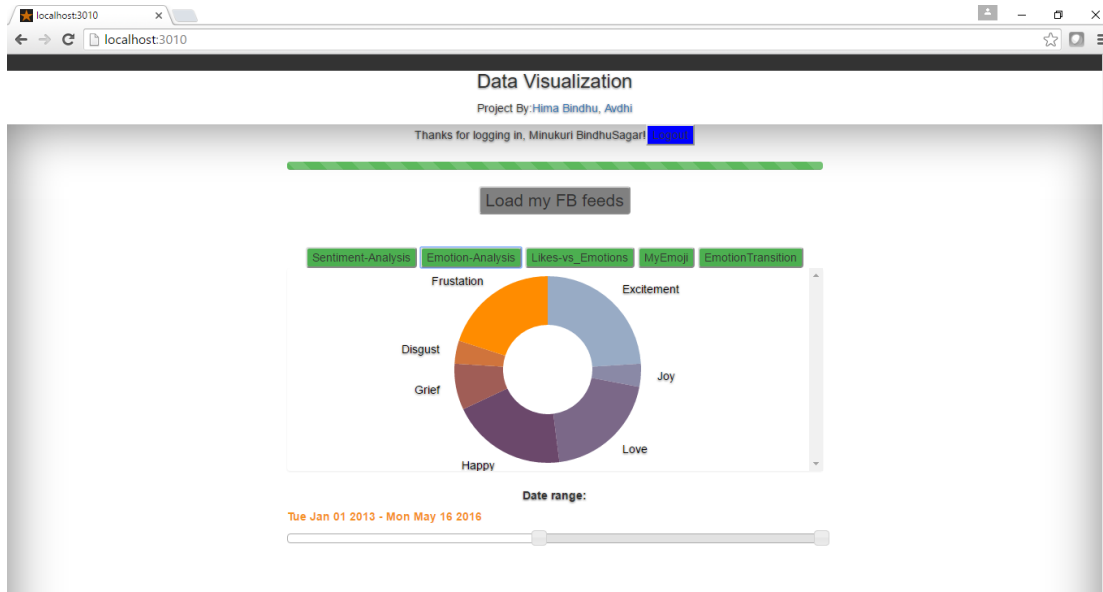 localhost:3010
localhost:3010
Data Visualization
Project By:Hima Bindhu, Avdhi
Thanks for logging in, Minukuri BindhuSagar! Logout
Load my FB feeds
Sentiment-Analysis Emotion-Analysis Likes-vs_Emotions MyEmoji EmotionTransition
Frustation
Excitement
Disgust
Joy
Grief
Love
Happy
Date range:
Tue Jan 01 2013 - Mon May 16 2016